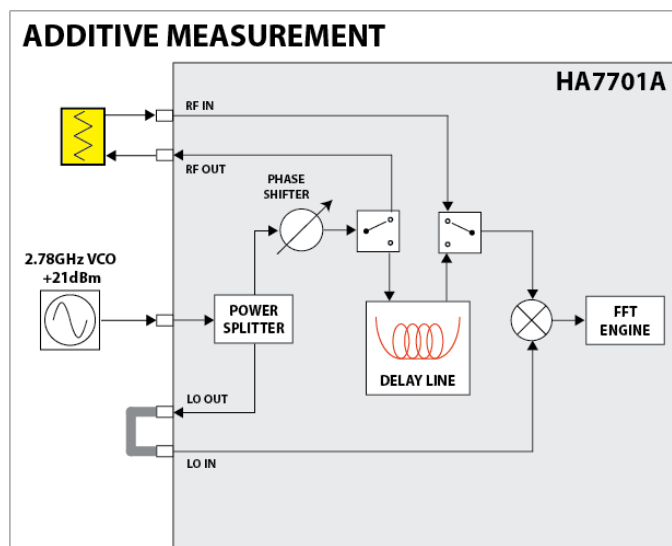 ADDITIVE MEASUREMENT
HA7701A
RF IN
RF OUT
PHASE
SHIFTER
2.78GHz VCO
+21dBm
POWER
SPLITTER
DELAY LINE
FFT
ENGINE
LO OUT
LO IN